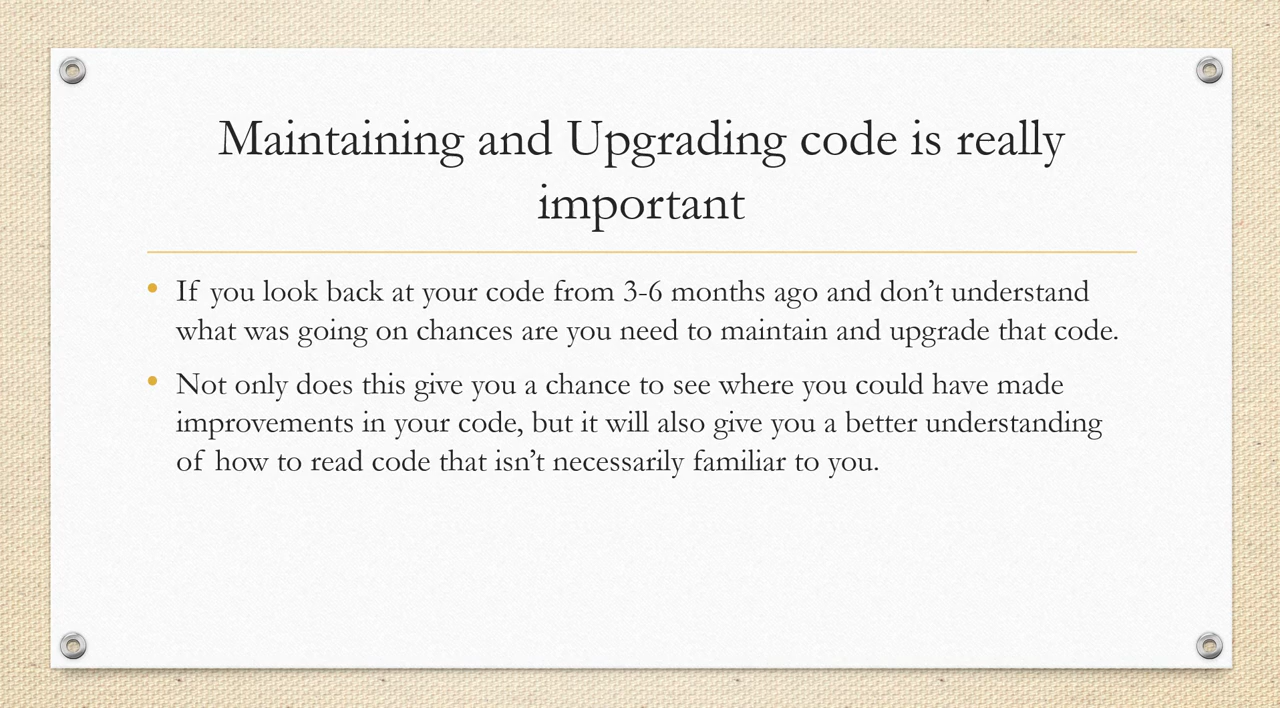 Maintaining and Upgrading code is really
important
• If you look back at your code from 3-6 months ago and don’t understand
what was going on chances are you need to maintain and upgrade that code.
• Not only does this give you a chance to see where you could have made
improvements in your code, but it will also give you a better understanding
of how to read code that isn’t necessarily familiar to you.